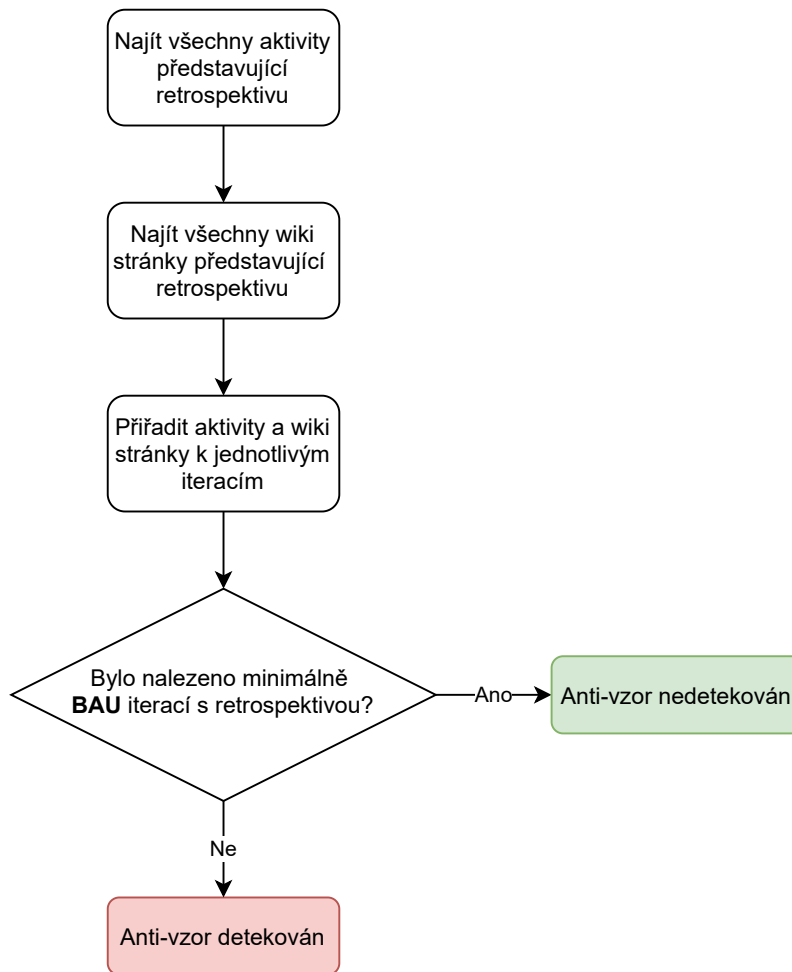 Najít všechny aktivity
představující
retrospektivu
Najít všechny wiki
stránky představující
retrospektivu
Přiřadit aktivity a wiki
stránky k jednotlivým
iteracím
Bylo nalezeno minimálně
BAU iterací s retrospektivou?
Ano
Anti-vzor nedetekován
Ne
Anti-vzor detekován